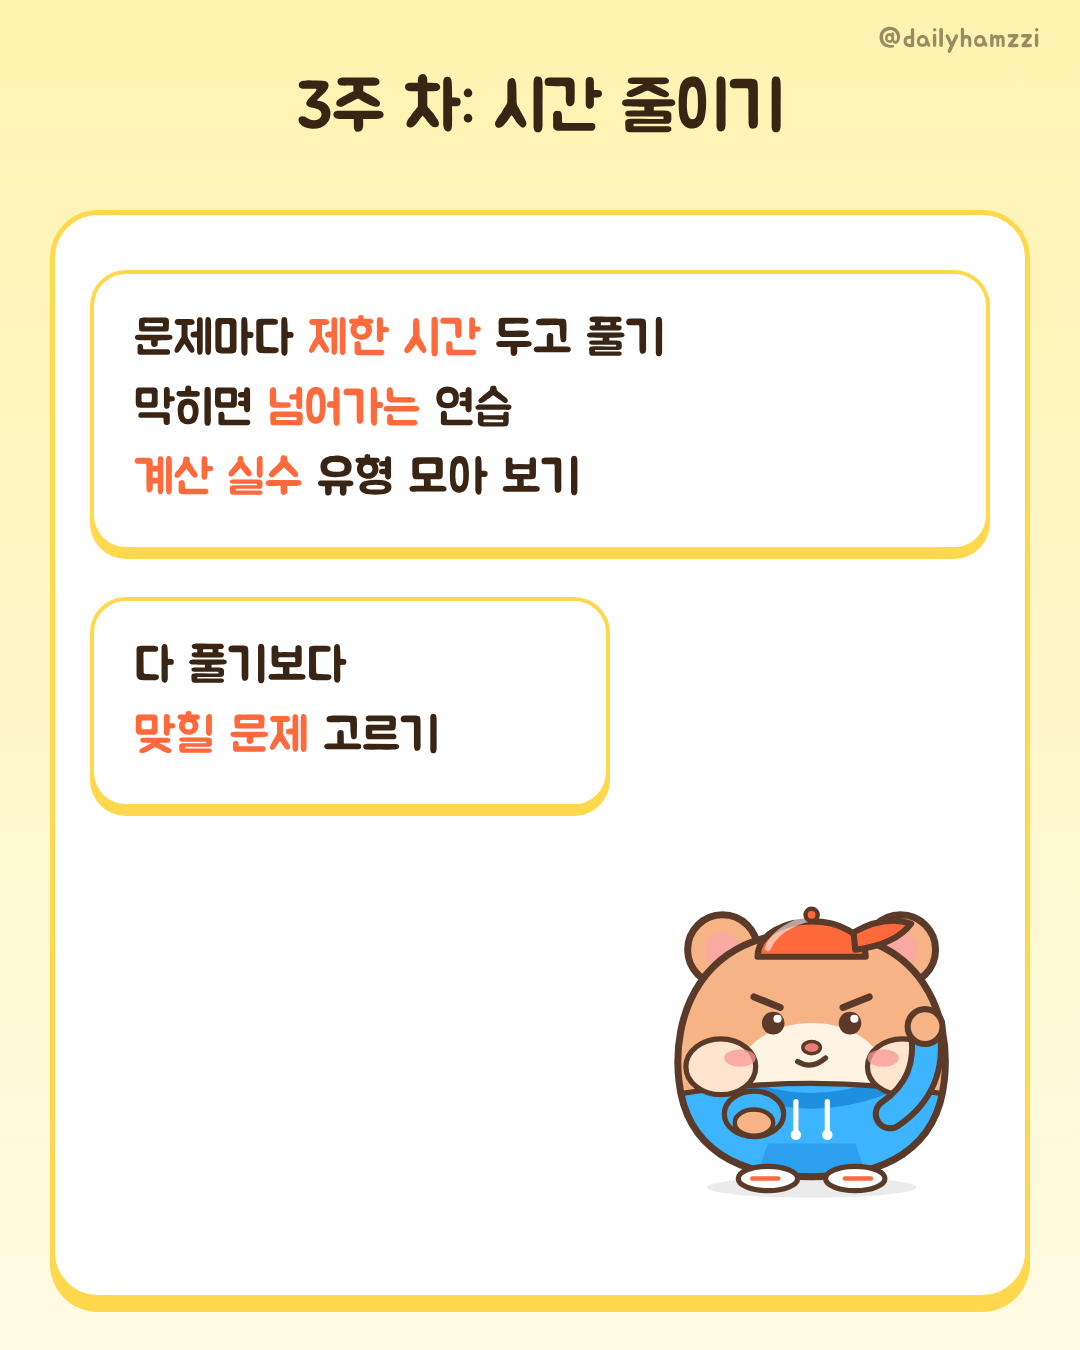 @dailyhamzzi
3주 차: 시간 줄이기
문제마다 제한 시간 두고 풀기
막히면 넘어가는 연습
계산 실수 유형 모아 보기
다 풀기보다
맞힐 문제 고르기